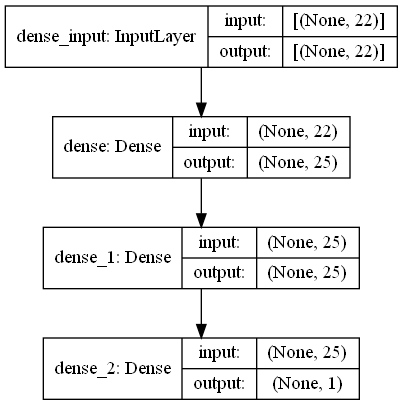 dense_input: InputLayer
input: [(None, 22)]
output: [(None, 22)]
dense: Dense
input: (None, 22)
output: (None, 25)
dense_1: Dense
input: (None, 25)
output: (None, 25)
dense_2: Dense
input: (None, 25)
output: (None, 1)